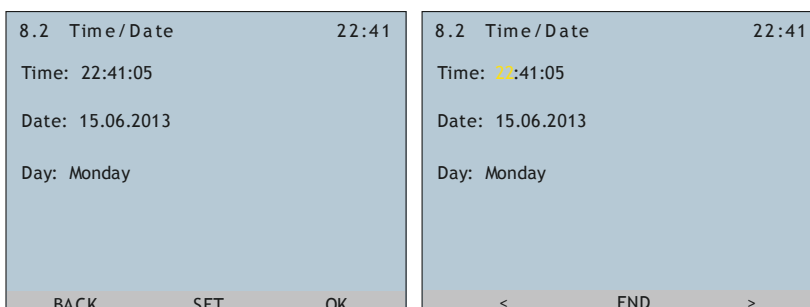 8.2 Time/Date 22:41
Time: 22:41:05
Date: 15.06.2013
Day: Monday
BACK SET OK
8.2 Time/Date 22:41
Time: 22:41:05
Date: 15.06.2013
Day: Monday
< END >